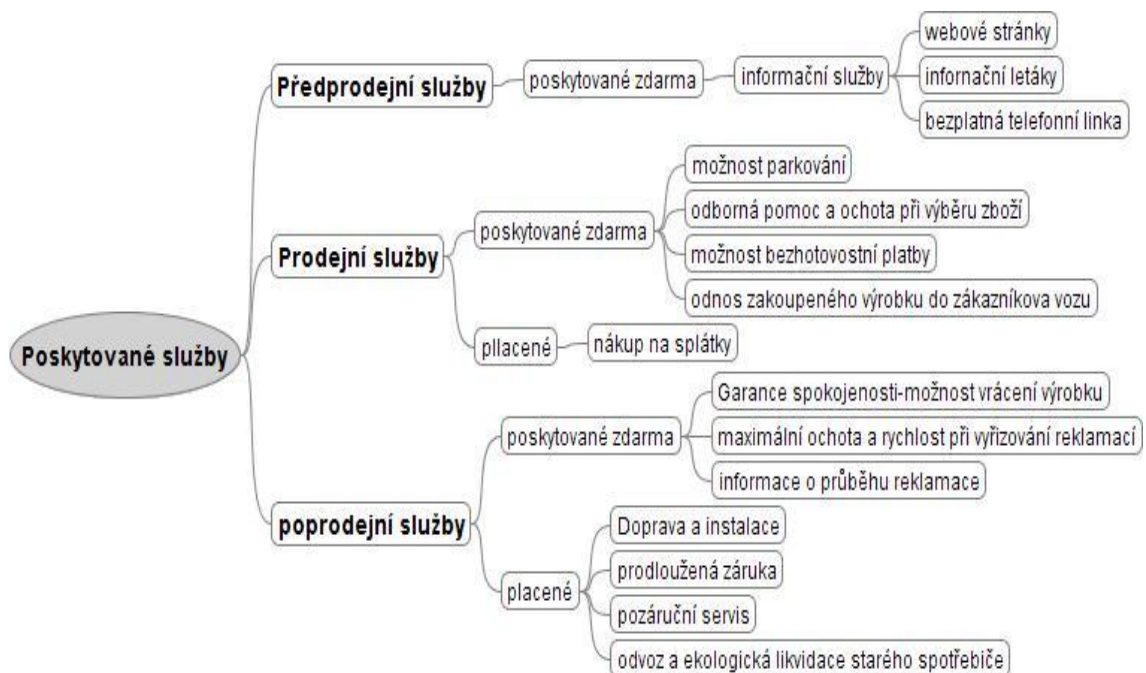 Poskytované služby
Předprodejní služby
poskytované zdarma
informační služby
webové stránky
infornační letáky
bezplatná telefonní linka
Prodejní služby
poskytované zdarma
možnost parkování
odborná pomoc a ochota při výběru zboží
možnost bezhotovostní platby
odnos zakoupeného výrobku do zákazníkova vozu
pllacené
nákup na splátky
poprodejní služby
poskytované zdarma
Garance spokojenosti-možnost vrácení výrobku
maximální ochota a rychlost při vyřizování reklamací
informace o průběhu reklamace
placené
Doprava a instalace
prodloužená záruka
pozáruční servis
odvoz a ekologická likvidace starého spotřebiče